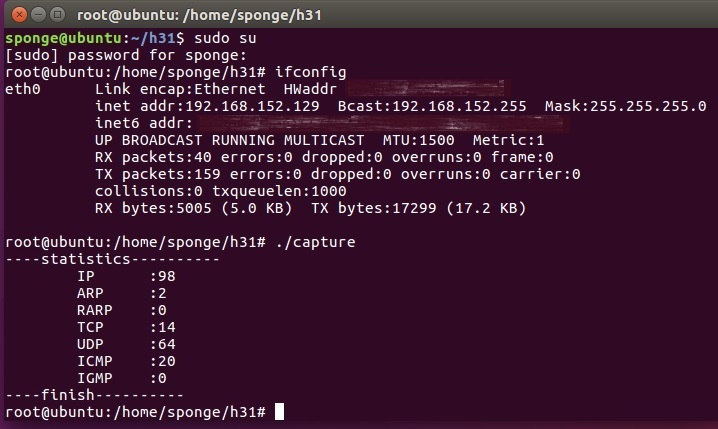 root@ubuntu: /home/sponge/h31
sponge@ubuntu:~/h31$ sudo su
[sudo] password for sponge:
root@ubuntu:/home/sponge/h31# ifconfig
eth0      Link encap:Ethernet  HWaddr
          inet addr:192.168.152.129  Bcast:192.168.152.255  Mask:255.255.255.0
          inet6 addr:
          UP BROADCAST RUNNING MULTICAST  MTU:1500  Metric:1
          RX packets:40 errors:0 dropped:0 overruns:0 frame:0
          TX packets:159 errors:0 dropped:0 overruns:0 carrier:0
          collisions:0 txqueuelen:1000
          RX bytes:5005 (5.0 KB)  TX bytes:17299 (17.2 KB)
root@ubuntu:/home/sponge/h31# ./capture
----statistics----------
        IP      :98
        ARP     :2
        RARP    :0
        TCP     :14
        UDP     :64
        ICMP    :20
        IGMP    :0
----finish----------
root@ubuntu:/home/sponge/h31#